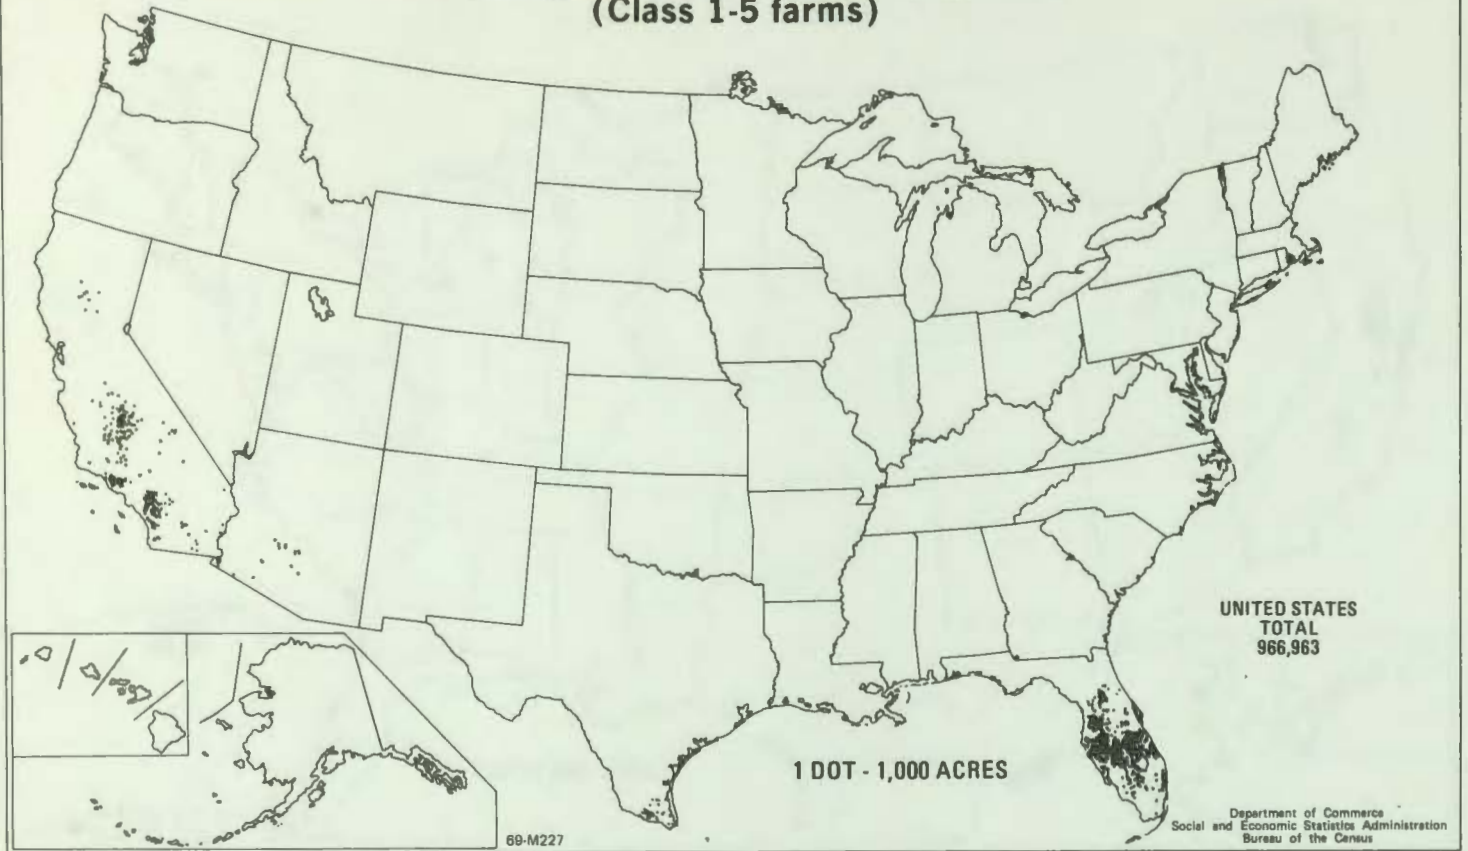 (Class 1-5 farms)
UNITED STATES
TOTAL
966,963
1 DOT - 1,000 ACRES
69-M227
Department of Commerce
Social and Economic Statistics Administration
Bureau of the Census